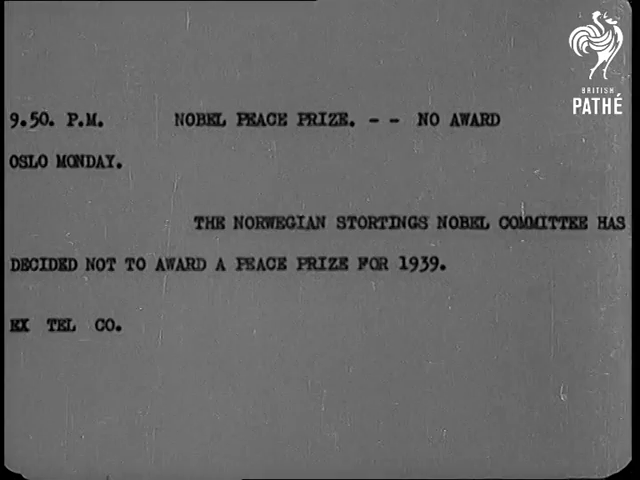 BRITISH
PATHÉ
9.50. P.M. NOBEL PEACE PRIZE. - - NO AWARD
OSLO MONDAY.
THE NORWEGIAN STORTINGS NOBEL COMMITTEE HAS
DECIDED NOT TO AWARD A PEACE PRIZE FOR 1939.
EX TEL CO.